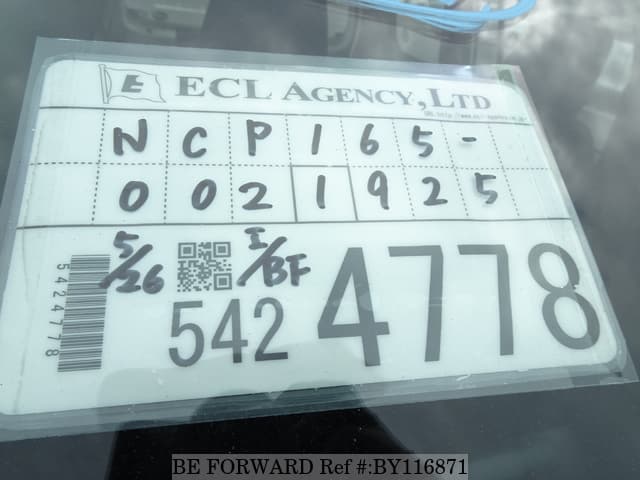 E ECL AGENCY, LTD
NCP165-
0021925
5/26 I/BF
5424778
542 4778
BE FORWARD Ref #:BY116871